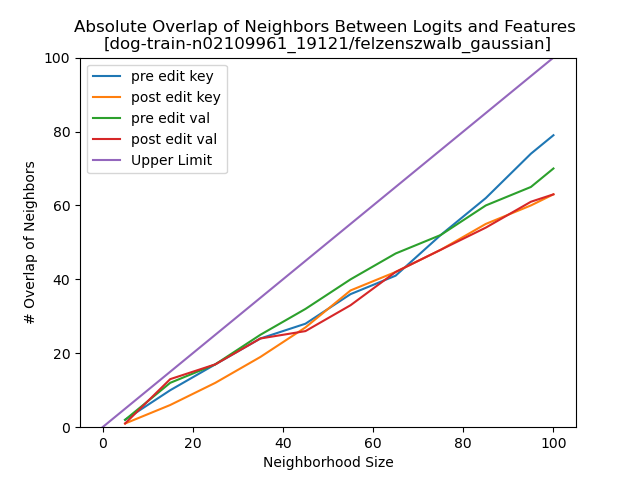 Absolute Overlap of Neighbors Between Logits and Features
[dog-train-n02109961_19121/felzenszwalb_gaussian]
100
80
60
40
20
0
# Overlap of Neighbors
pre edit key
post edit key
pre edit val
post edit val
Upper Limit
0 20 40 60 80 100
Neighborhood Size